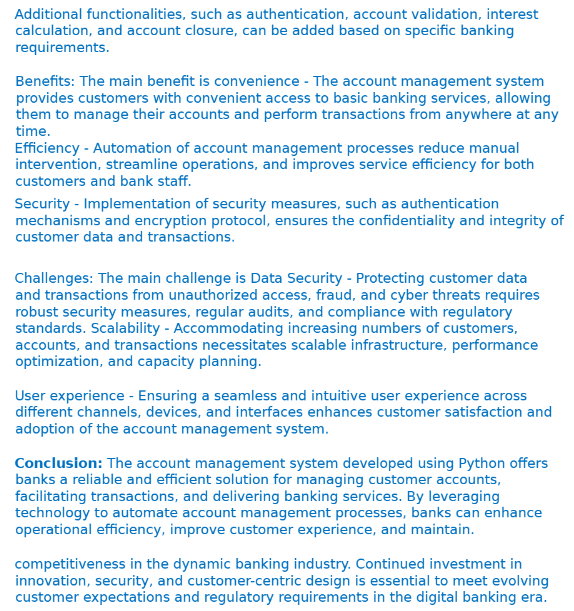 Additional functionalities, such as authentication, account validation, interest
calculation, and account closure, can be added based on specific banking
requirements.
Benefits: The main benefit is convenience - The account management system
provides customers with convenient access to basic banking services, allowing
them to manage their accounts and perform transactions from anywhere at any
time.
Efficiency - Automation of account management processes reduce manual
intervention, streamline operations, and improves service efficiency for both
customers and bank staff.
Security - Implementation of security measures, such as authentication
mechanisms and encryption protocol, ensures the confidentiality and integrity of
customer data and transactions.
Challenges: The main challenge is Data Security - Protecting customer data
and transactions from unauthorized access, fraud, and cyber threats requires
robust security measures, regular audits, and compliance with regulatory
standards. Scalability - Accommodating increasing numbers of customers,
accounts, and transactions necessitates scalable infrastructure, performance
optimization, and capacity planning.
User experience - Ensuring a seamless and intuitive user experience across
different channels, devices, and interfaces enhances customer satisfaction and
adoption of the account management system.
Conclusion: The account management system developed using Python offers
banks a reliable and efficient solution for managing customer accounts,
facilitating transactions, and delivering banking services. By leveraging
technology to automate account management processes, banks can enhance
operational efficiency, improve customer experience, and maintain.
competitiveness in the dynamic banking industry. Continued investment in
innovation, security, and customer-centric design is essential to meet evolving
customer expectations and regulatory requirements in the digital banking era.